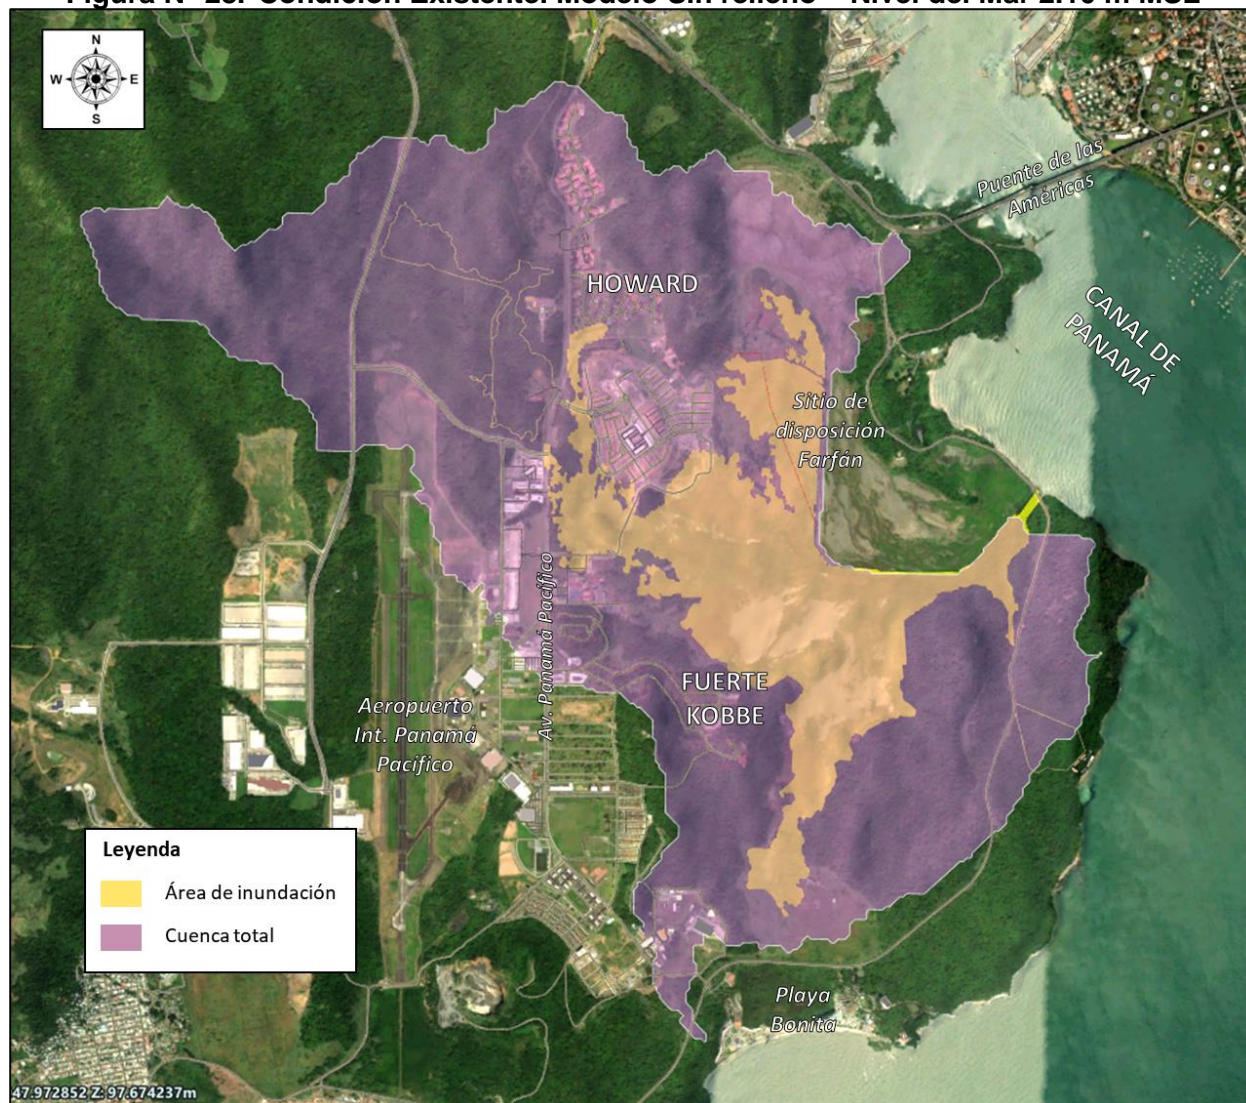 N
W E
S
Puente de las
Américas
HOWARD
CANAL DE
PANAMÁ
Sitio de
disposición
Farfán
Av. Panamá Pacífico
FUERTE
KOBBE
Aeropuerto
Int. Panamá
Pacífico
Leyenda
Área de inundación
Cuenca total
Playa
Bonita
47.972852 Z: 97.674237m